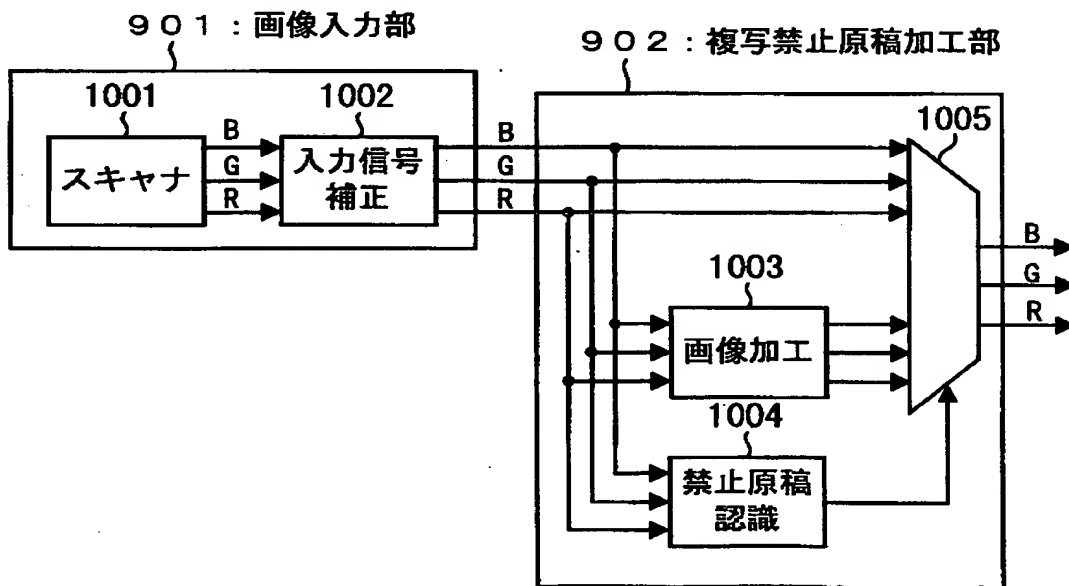 ９０１：画像入力部
９０２：複写禁止原稿加工部
1001
1002
1005
スキャナ
B
G
R
入力信号
補正
B
G
R
B
G
R
1003
画像加工
1004
禁止原稿
認識